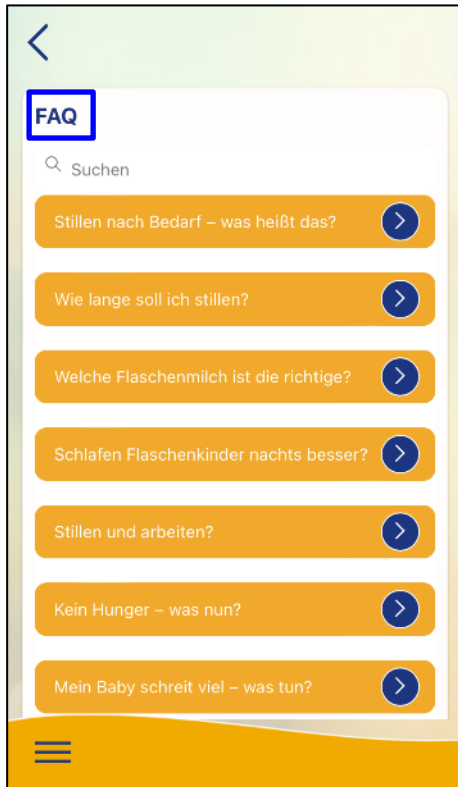 FAQ
Suchen
Stillen nach Bedarf – was heißt das?
Wie lange soll ich stillen?
Welche Flaschenmilch ist die richtige?
Schlafen Flaschenkinder nachts besser?
Stillen und arbeiten?
Kein Hunger – was nun?
Mein Baby schreit viel – was tun?